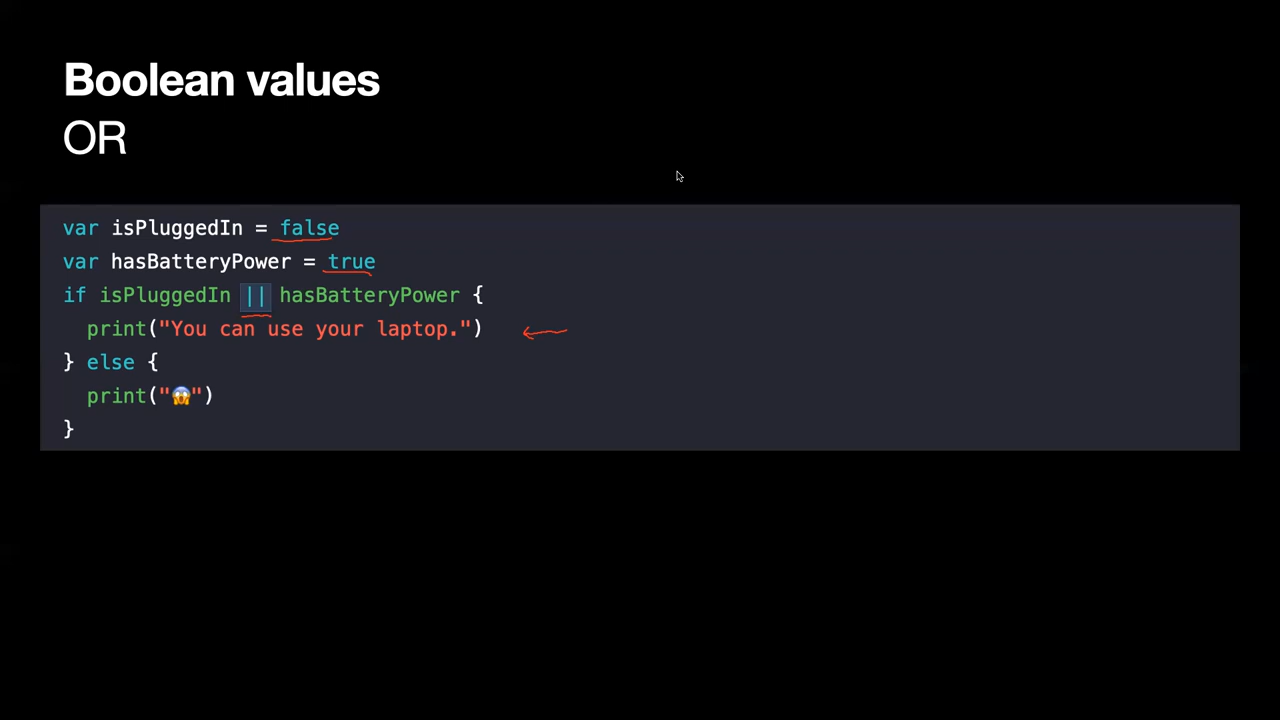 Boolean values
OR
var isPluggedIn = false
var hasBatteryPower = true
if isPluggedIn || hasBatteryPower {
  print("You can use your laptop.")
} else {
  print("😱")
}